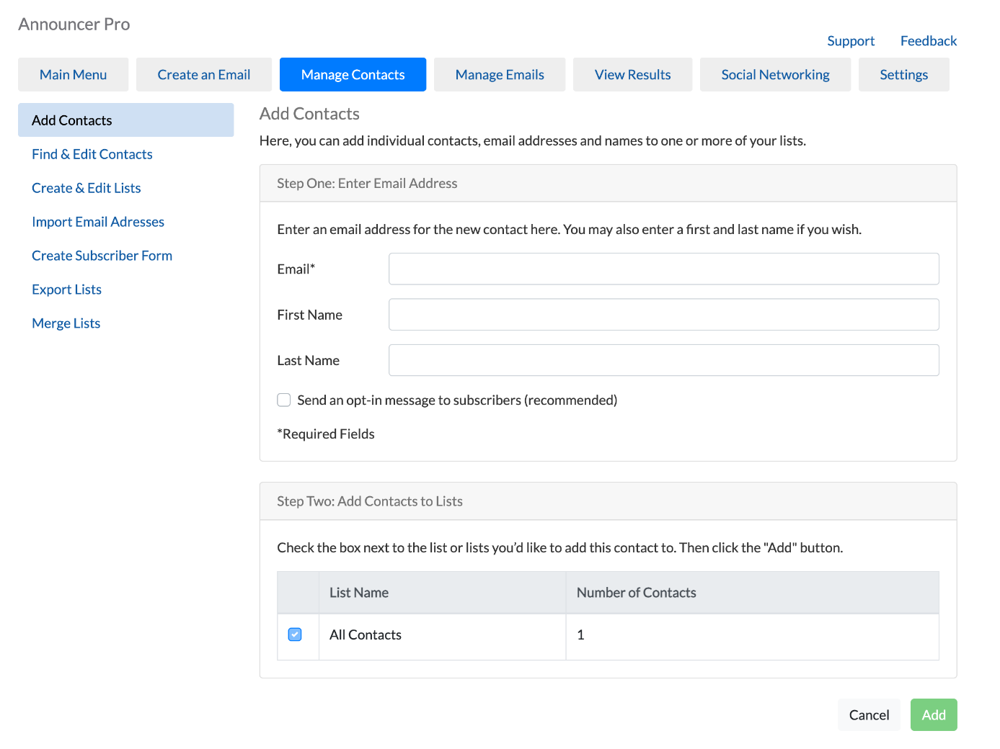 Announcer Pro
Support Feedback
Main Menu Create an Email Manage Contacts Manage Emails View Results Social Networking Settings
Add Contacts
Find & Edit Contacts
Create & Edit Lists
Import Email Adresses
Create Subscriber Form
Export Lists
Merge Lists
Add Contacts
Here, you can add individual contacts, email addresses and names to one or more of your lists.
Step One: Enter Email Address
Enter an email address for the new contact here. You may also enter a first and last name if you wish.
Email*
First Name
Last Name
Send an opt-in message to subscribers (recommended)
*Required Fields
Step Two: Add Contacts to Lists
Check the box next to the list or lists you’d like to add this contact to. Then click the "Add" button.
List Name Number of Contacts
All Contacts 1
Cancel Add